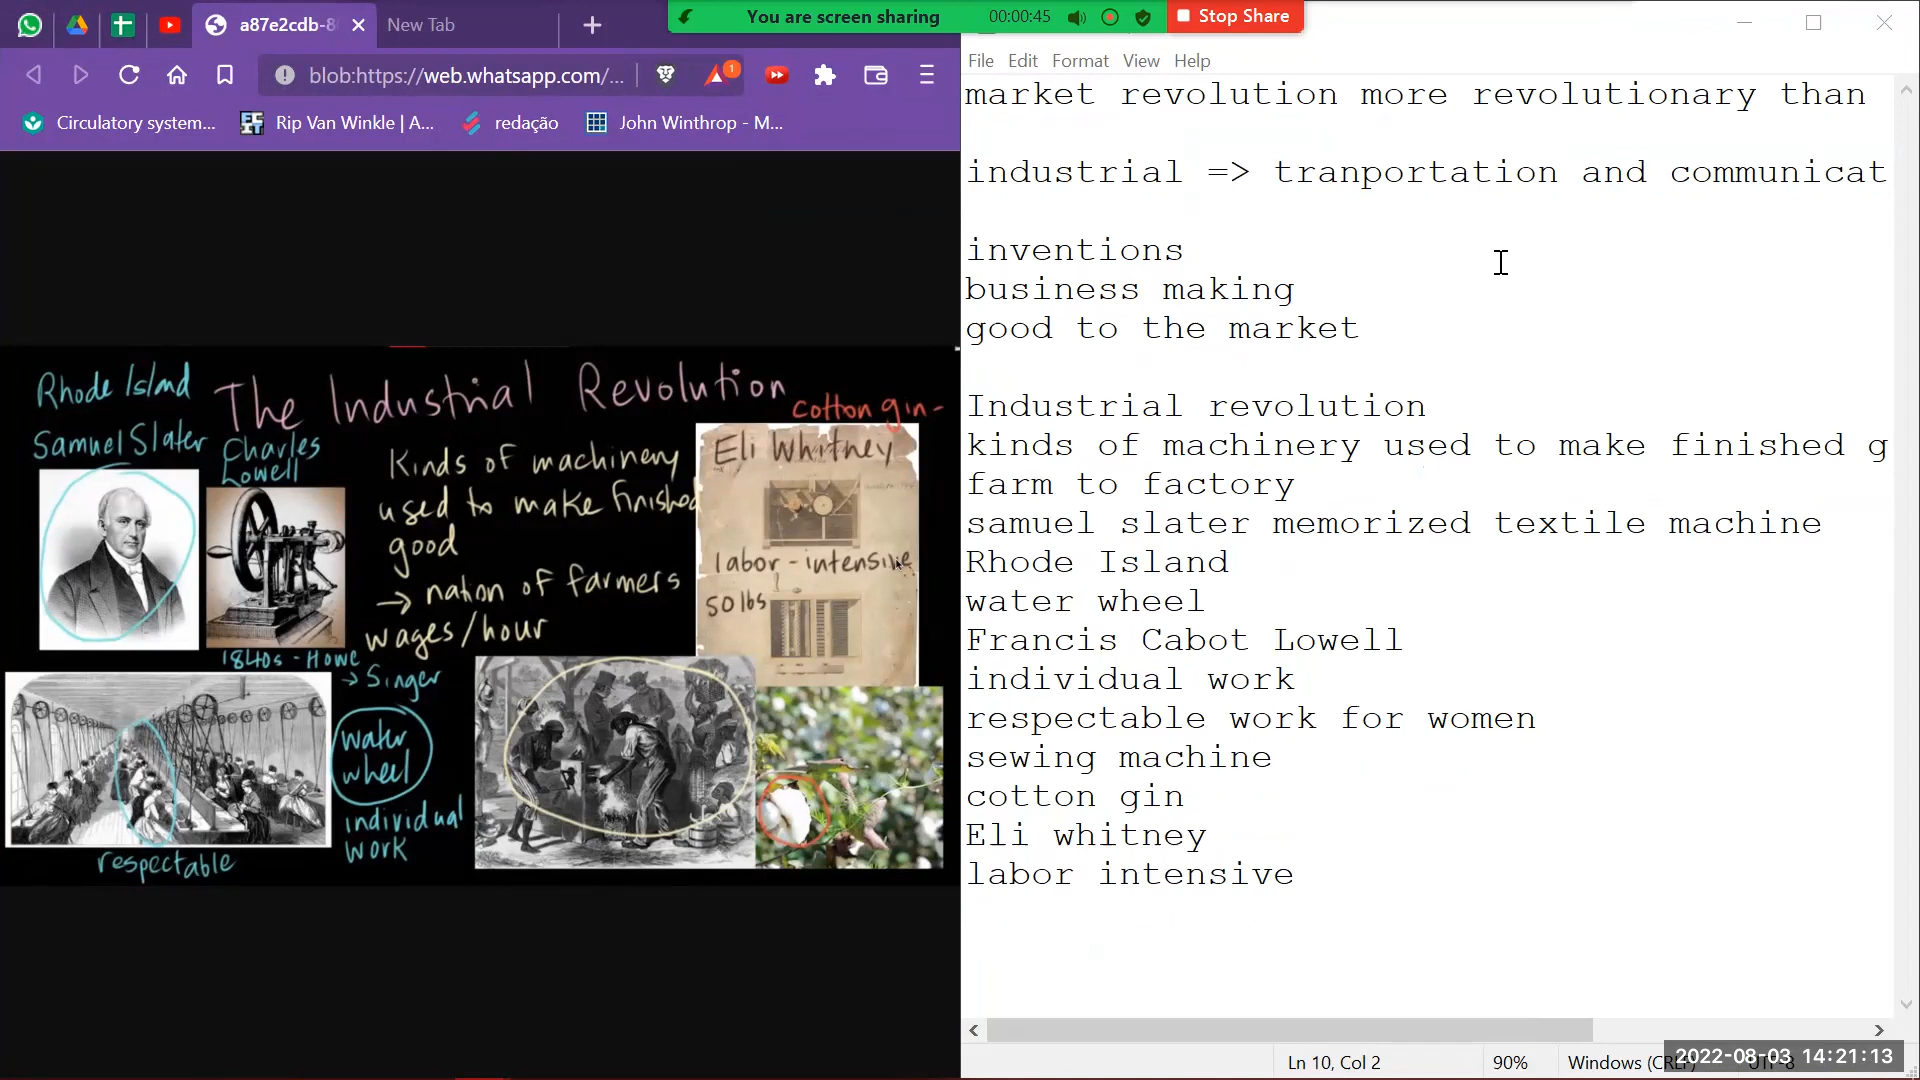 a87e2cdb-8
New Tab
You are screen sharing
00:00:45
Stop Share
blob:https://web.whatsapp.com/...
1
Circulatory system...
Rip Van Winkle | A...
redação
John Winthrop - M...
Rhode Island
The Industrial Revolution
cotton gin -
Samuel Slater
Charles
Lowell
Kinds of machinery
used to make finished
good
→ nation of farmers
wages/hour
Eli Whitney
labor - intensive
50 lbs
1840s - Howe
→ Singer
water
wheel
individual
work
respectable
File Edit Format View Help
market revolution more revolutionary than
industrial => tranportation and communicat
inventions
business making
good to the market
Industrial revolution
kinds of machinery used to make finished g
farm to factory
samuel slater memorized textile machine
Rhode Island
water wheel
Francis Cabot Lowell
individual work
respectable work for women
sewing machine
cotton gin
Eli whitney
labor intensive
Ln 10, Col 2
90%
Windows (CRLF)
2022-08-03 14:21:13